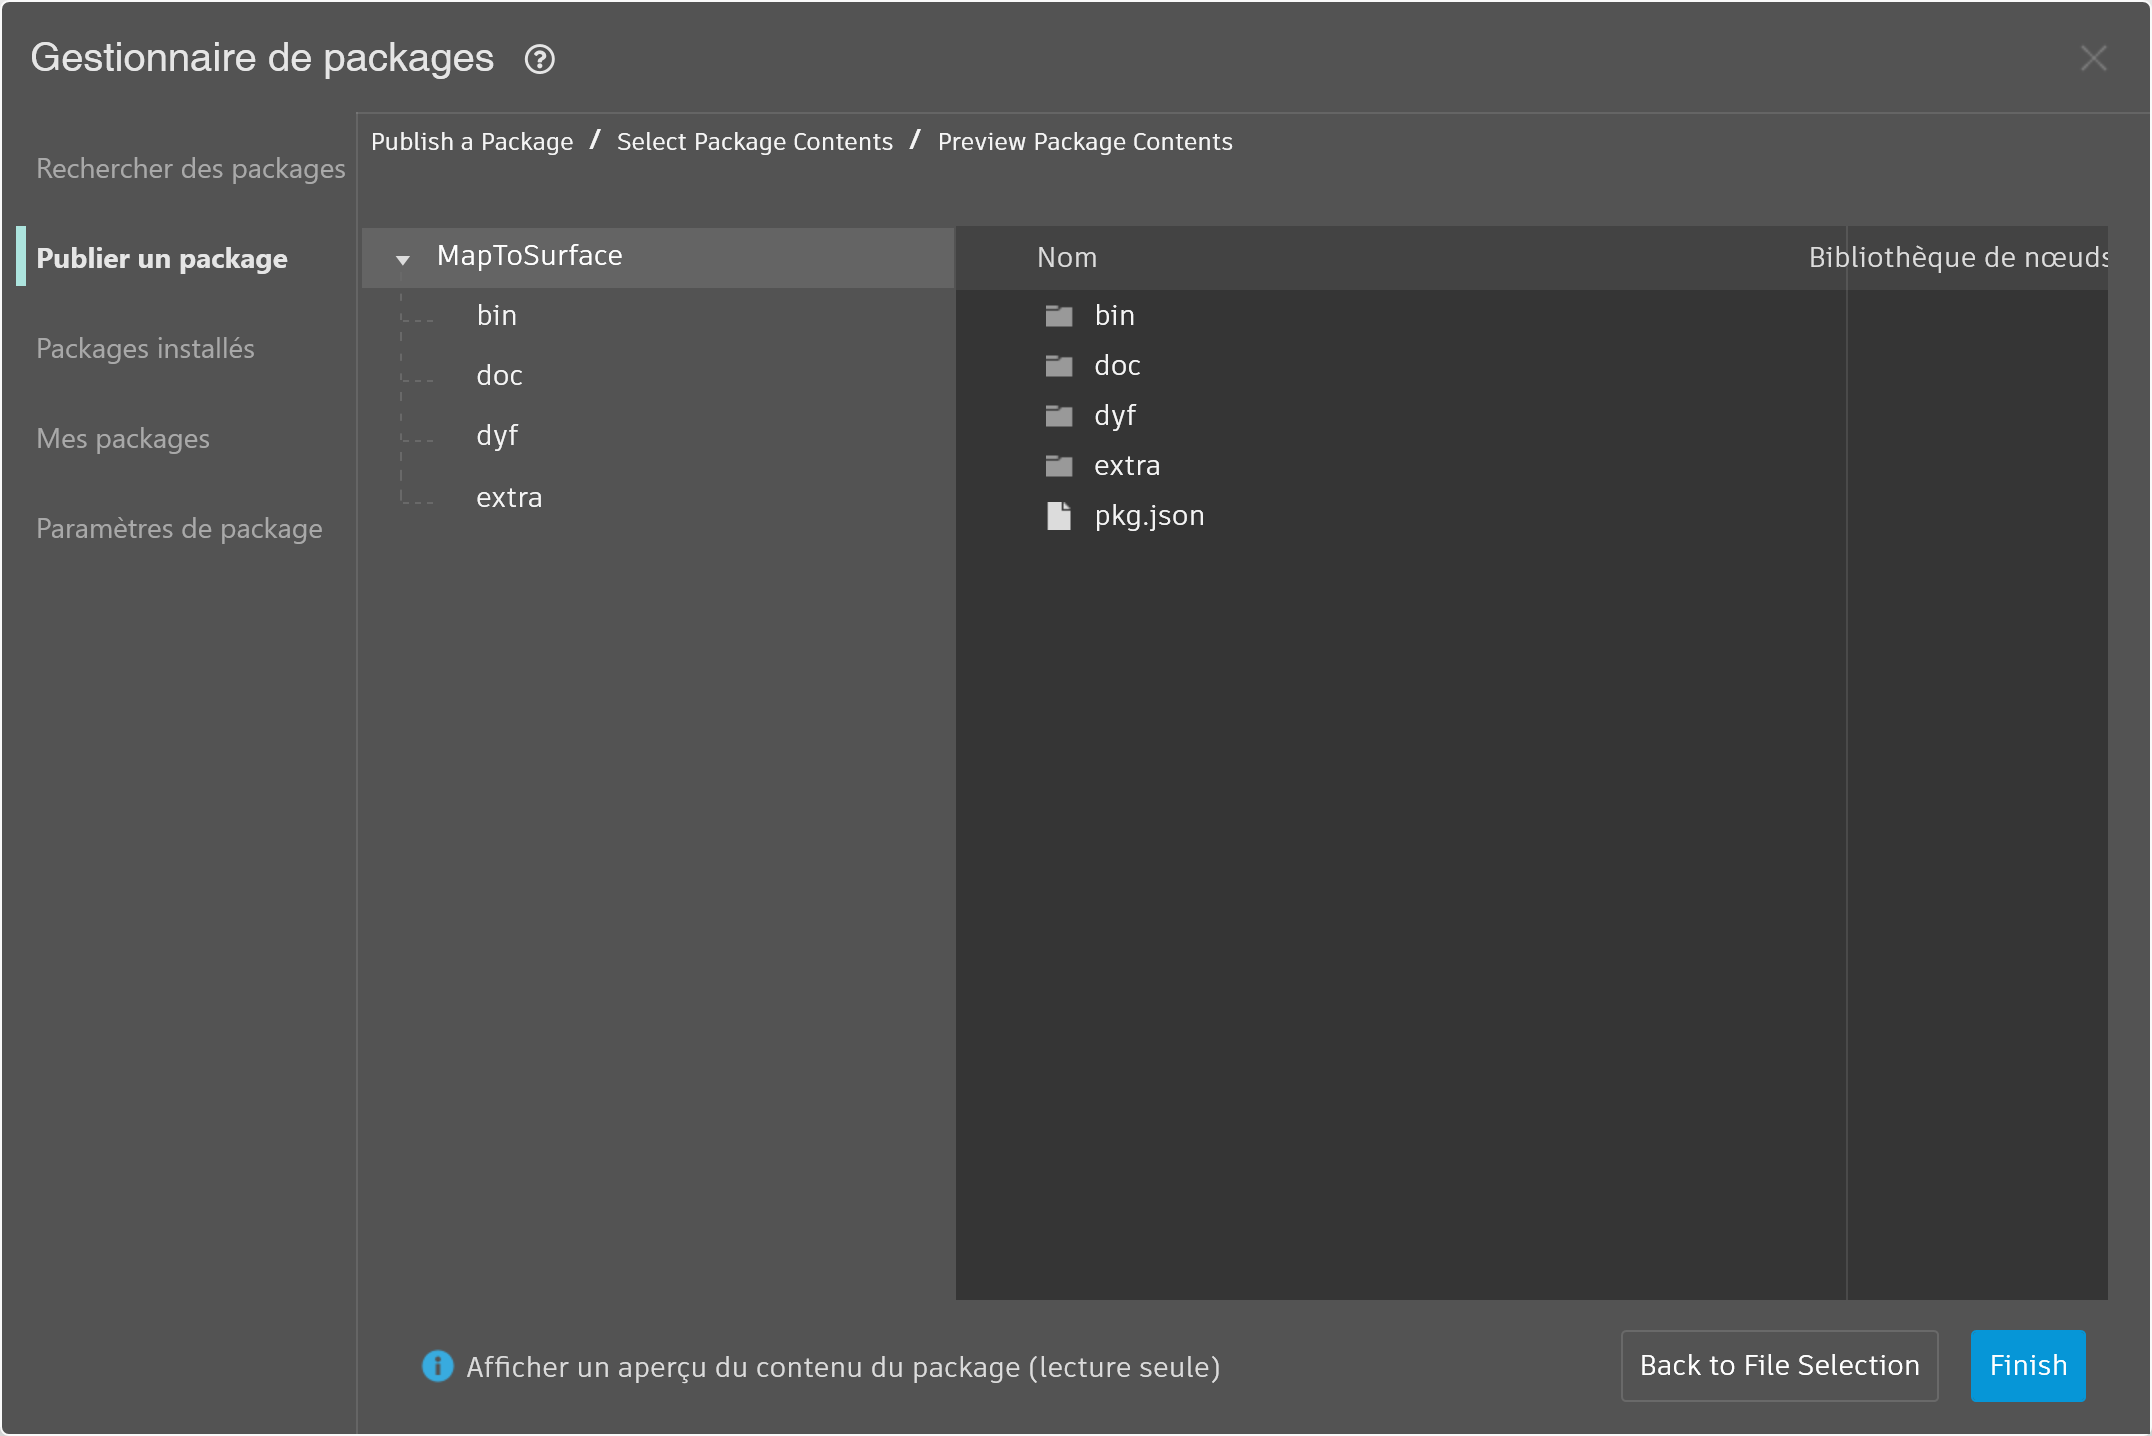 Gestionnaire de packages
Rechercher des packages
Publier un package
Packages installés
Mes packages
Paramètres de package
Publish a Package / Select Package Contents / Preview Package Contents
MapToSurface
bin
doc
dyf
extra
Nom
Bibliothèque de nœuds
bin
doc
dyf
extra
pkg.json
Afficher un aperçu du contenu du package (lecture seule)
Back to File Selection
Finish